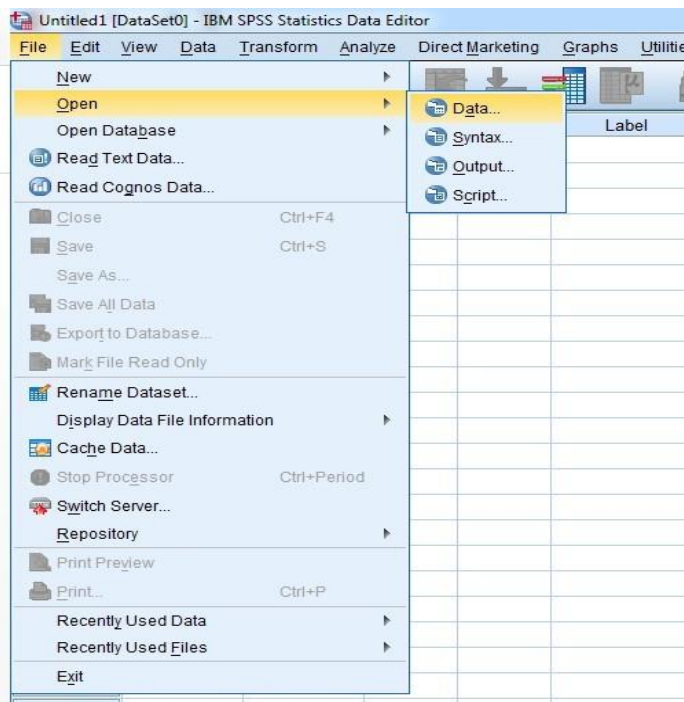 Untitled1 [DataSet0] - IBM SPSS Statistics Data Editor
File Edit View Data Transform Analyze Direct Marketing Graphs
New
Open
Data...
Label
Open Database
Syntax...
Read Text Data...
Output...
Read Cognos Data...
Script...
Close Ctrl+F4
Save Ctrl+S
Save As...
Save All Data
Export to Database...
Mark File Read Only
Rename Dataset...
Display Data File Information
Cache Data...
Stop Processor Ctrl+Period
Switch Server...
Repository
Print Preview
Print... Ctrl+P
Recently Used Data
Recently Used Files
Exit